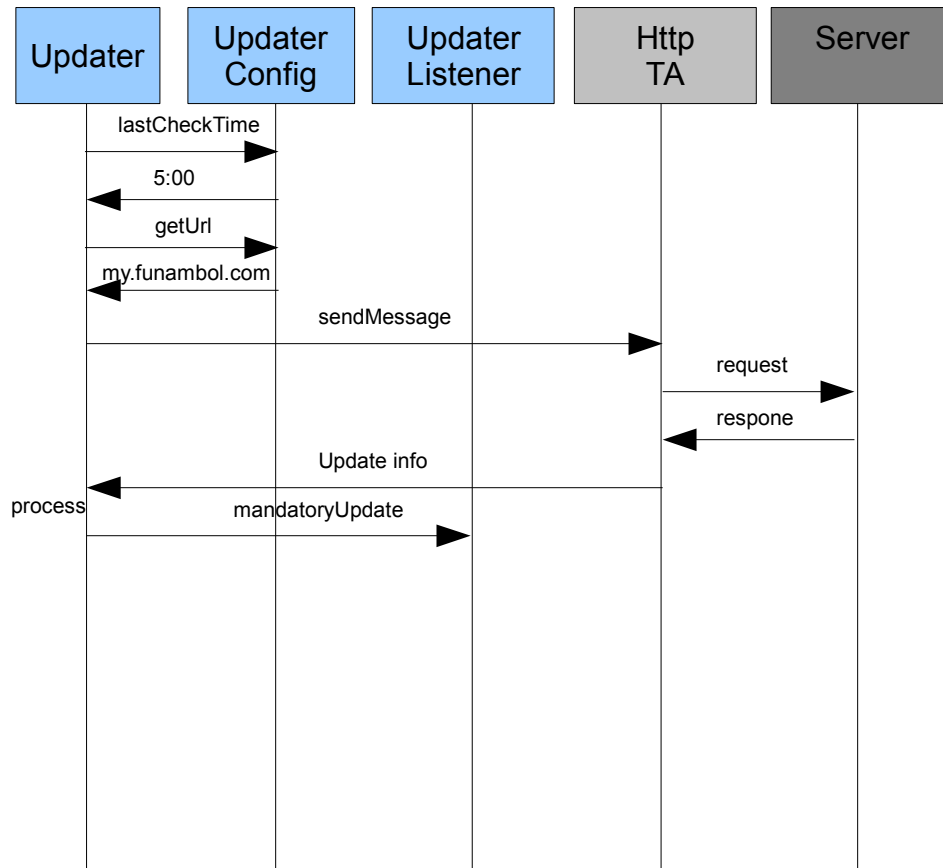 Updater
Updater
Config
Updater
Listener
Http
TA
Server
lastCheckTime
5:00
getUrl
my.funambol.com
sendMessage
request
respone
Update info
process
mandatoryUpdate